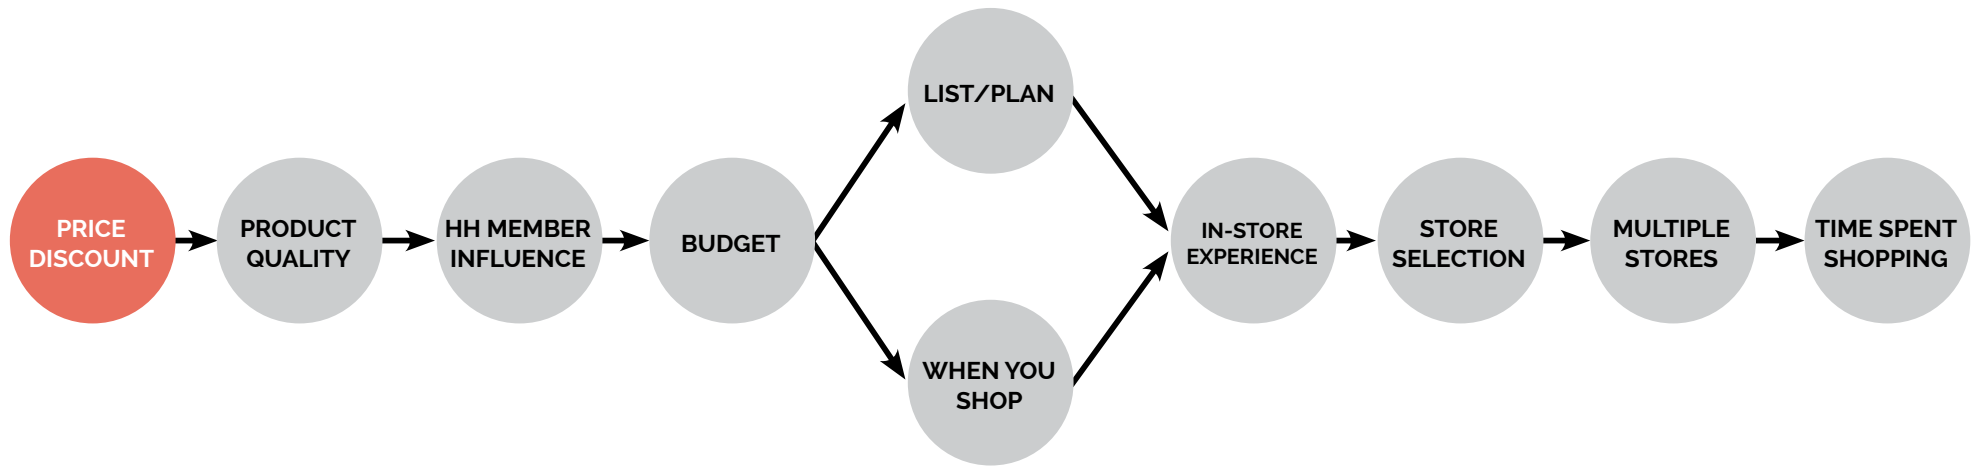 PRICE
DISCOUNT
PRODUCT
QUALITY
HH MEMBER
INFLUENCE
BUDGET
LIST/PLAN
WHEN YOU
SHOP
IN-STORE
EXPERIENCE
STORE
SELECTION
MULTIPLE
STORES
TIME SPENT
SHOPPING